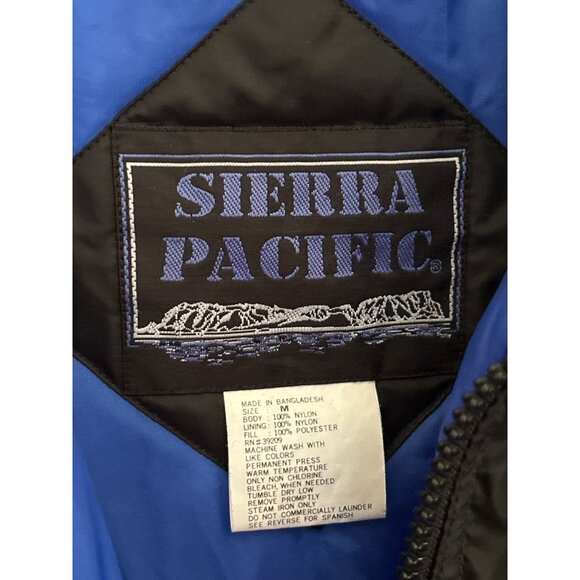 SIERRA
PACIFIC®
MADE IN BANGLADESH
SIZE : M
BODY : 100% NYLON
LINING: 100% NYLON
FILL : 100% POLYESTER
RN# 39209
MACHINE WASH WITH
LIKE COLORS
PERMANENT PRESS
WARM TEMPERATURE
ONLY NON CHLORINE
BLEACH, WHEN NEEDED
TUMBLE DRY LOW
REMOVE PROMPTLY
STEAM IRON ONLY
DO NOT COMMERCIALLY LAUNDER
SEE REVERSE FOR SPANISH